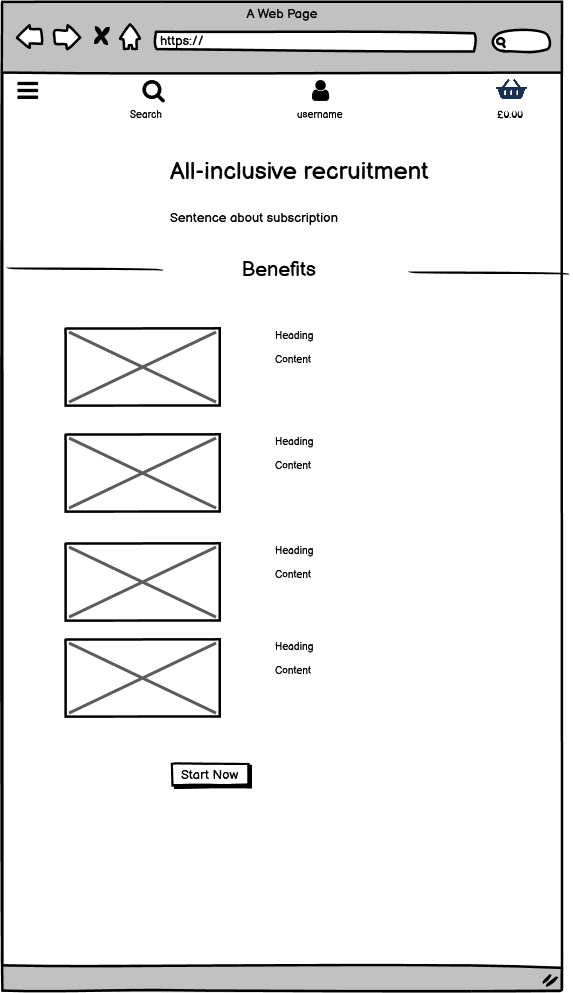 A Web Page
https://
Search
username
£0.00
All-inclusive recruitment
Sentence about subscription
Benefits
Heading
Content
Heading
Content
Heading
Content
Heading
Content
Start Now